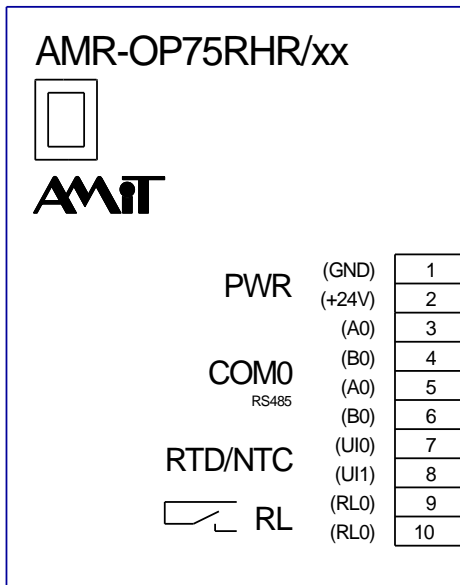 AMR-OP75RHR/xx
AMiT
PWR (GND) 1
(+24V) 2
(A0) 3
COM0 (B0) 4
RS485 (A0) 5
(B0) 6
RTD/NTC (UI0) 7
(UI1) 8
RL (RL0) 9
(RL0) 10